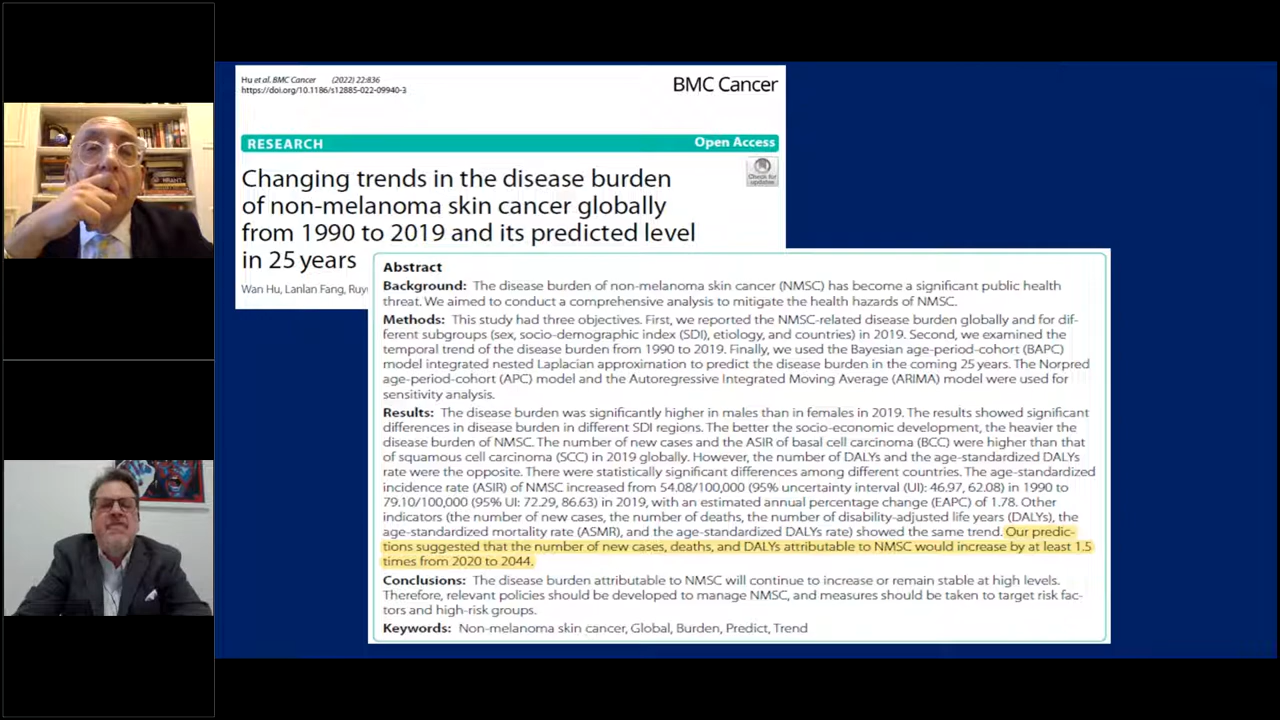 Hu et al. BMC Cancer (2022) 22:836
https://doi.org/10.1186/s12885-022-09940-3
BMC Cancer
RESEARCH
Open Access
Check for
updates
Changing trends in the disease burden
of non-melanoma skin cancer globally
from 1990 to 2019 and its predicted level
in 25 years
Wan Hu, Lanlan Fang,
Abstract
Background: The disease burden of non-melanoma skin cancer (NMSC) has become a significant public health
threat. We aimed to conduct a comprehensive analysis to mitigate the health hazards of NMSC.
Methods: This study had three objectives. First, we reported the NMSC-related disease burden globally and for dif-
ferent subgroups (sex, socio-demographic index (SDI), etiology, and countries) in 2019. Second, we examined the
temporal trend of the disease burden from 1990 to 2019. Finally, we used the Bayesian age-period-cohort (BAPC)
model integrated nested Laplacian approximation to predict the disease burden in the coming 25 years. The Norpred
age-period-cohort (APC) model and the Autoregressive Integrated Moving Average (ARIMA) model were used for
sensitivity analysis.
Results: The disease burden was significantly higher in males than in females in 2019. The results showed significant
differences in disease burden in different SDI regions. The better the socio-economic development, the heavier the
disease burden of NMSC. The number of new cases and the ASIR of basal cell carcinoma (BCC) were higher than that
of squamous cell carcinoma (SCC) in 2019 globally. However, the number of DALYs and the age-standardized DALYs
rate were the opposite. There were statistically significant differences among different countries. The age-standardized
incidence rate (ASIR) of NMSC increased from 54.08/100,000 (95% uncertainty interval (UI): 46.97, 62.08) in 1990 to
79.10/100,000 (95% UI: 72.29, 86.63) in 2019, with an estimated annual percentage change (EAPC) of 1.78. Other
indicators (the number of new cases, the number of deaths, the number of disability-adjusted life years (DALYs), the
age-standardized mortality rate (ASMR), and the age-standardized DALYs rate) showed the same trend. Our predic-
tions suggested that the number of new cases, deaths, and DALYs attributable to NMSC would increase by at least 1.5
times from 2020 to 2044.
Conclusions: The disease burden attributable to NMSC will continue to increase or remain stable at high levels.
Therefore, relevant policies should be developed to manage NMSC, and measures should be taken to target risk fac-
tors and high-risk groups.
Keywords: Non-melanoma skin cancer, Global, Burden, Predict, Trend